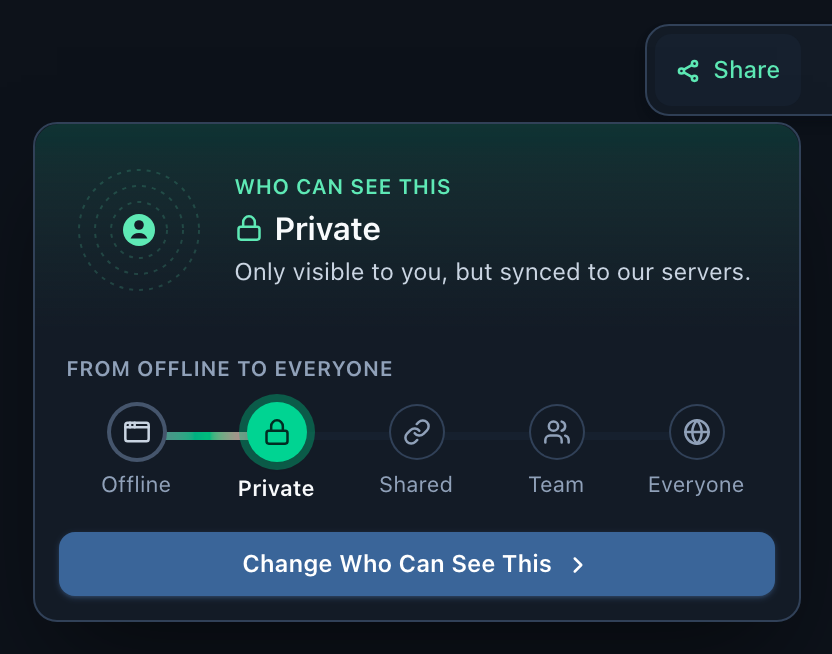 Share
WHO CAN SEE THIS
Private
Only visible to you, but synced to our servers.
FROM OFFLINE TO EVERYONE
Offline
Private
Shared
Team
Everyone
Change Who Can See This